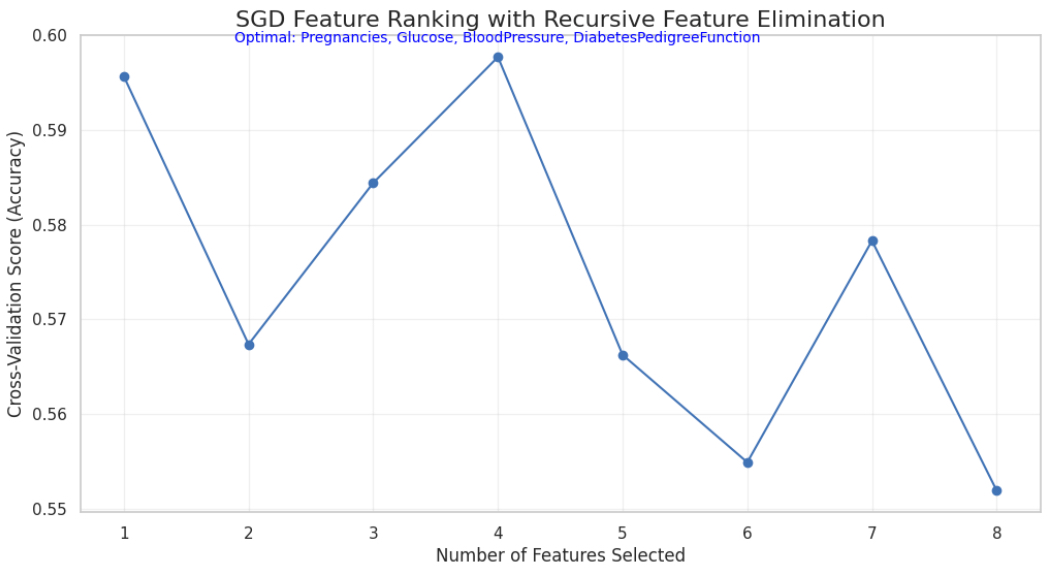 SGD Feature Ranking with Recursive Feature Elimination
Optimal: Pregnancies, Glucose, BloodPressure, DiabetesPedigreeFunction
Cross-Validation Score (Accuracy)
0.60
0.59
0.58
0.57
0.56
0.55
1 2 3 4 5 6 7 8
Number of Features Selected